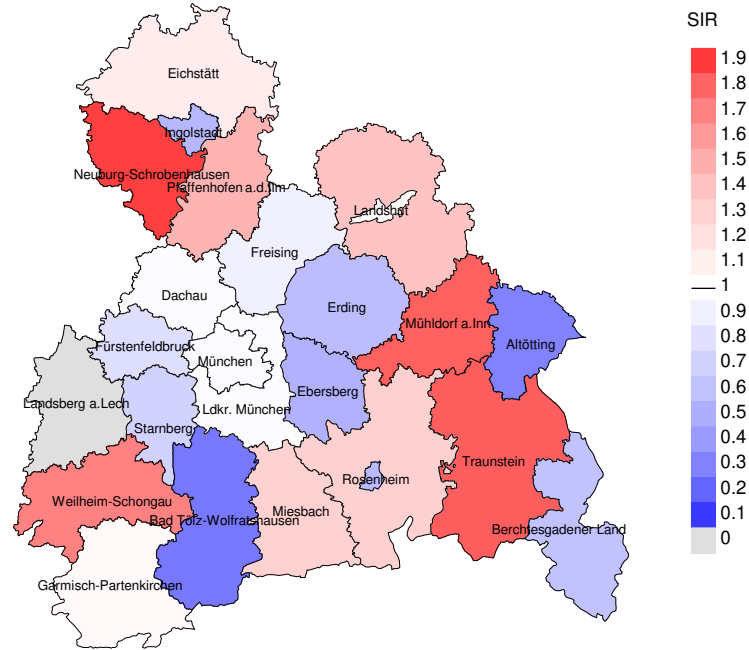 SIR
Eichstätt
Ingolstadt
Neuburg-Schrobenhausen
Pfaffenhofen a.d.Ilm
Landshut
Freising
Dachau
Erding
Mühldorf a.Inn
Altötting
Fürstenfeldbruck
München
Ebersberg
Landsberg a.Lech
Ldkr. München
Starnberg
Traunstein
Rosenheim
Weilheim-Schongau
Miesbach
Bad Tölz-Wolfratshausen
Berchtesgadener Land
Garmisch-Partenkirchen
1.9
1.8
1.7
1.6
1.5
1.4
1.3
1.2
1.1
1
0.9
0.8
0.7
0.6
0.5
0.4
0.3
0.2
0.1
0